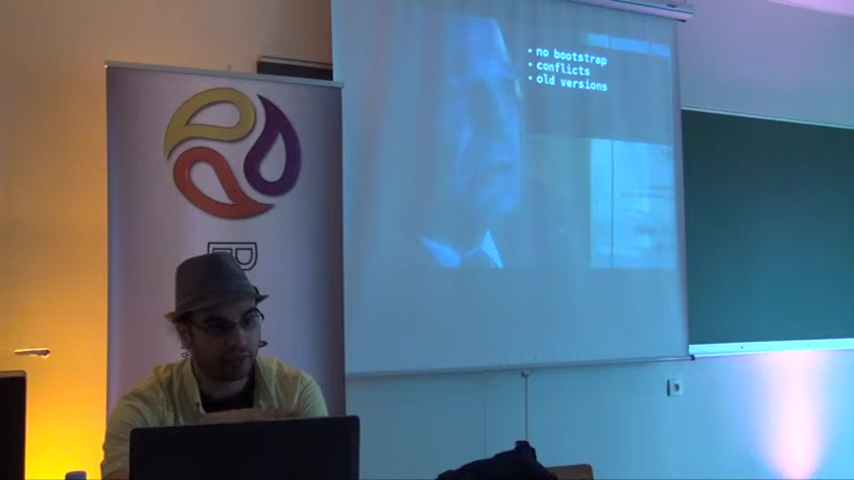 • no bootstrap
• conflicts
• old versions